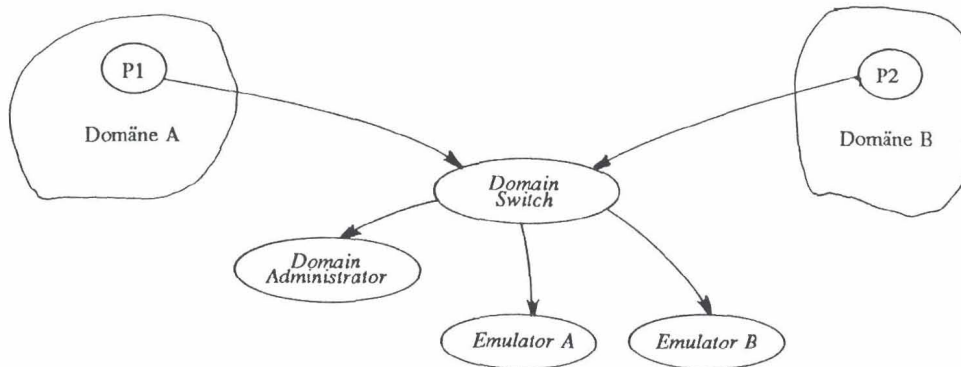 P1
P2
Domäne A
Domäne B
Domain
Switch
Domain
Administrator
Emulator A
Emulator B